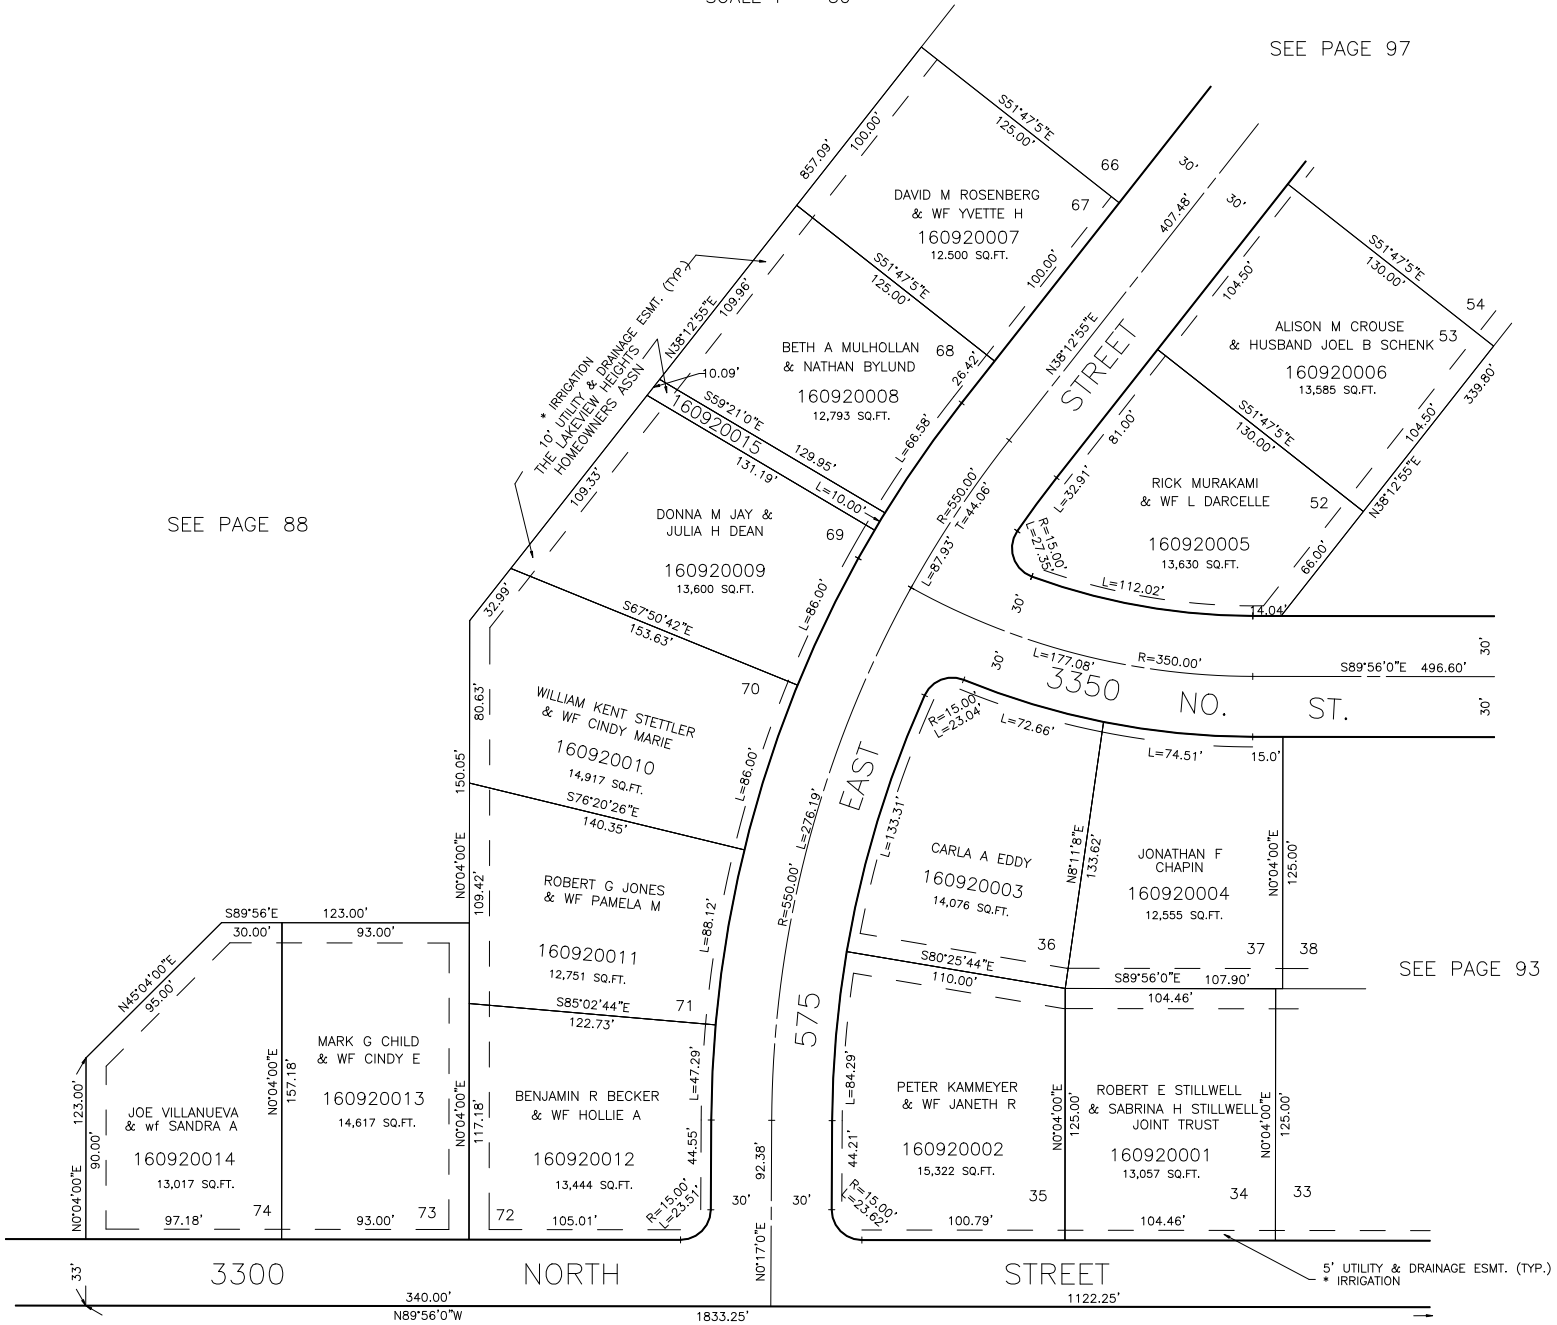 SEE PAGE 97
S51°47'5"E
125.00'
100.00'
857.09'
66
30'
DAVID M ROSENBERG
& WF YVETTE H
160920007
12.500 SQ.FT.
67
407.48'
30'
100.00'
S51°47'5"E
125.00'
S51°47'5"E
130.00'
104.50'
54
ALISON M CROUSE
& HUSBAND JOEL B SCHENK
53
160920006
13,585 SQ.FT.
339.80'
104.50'
N38°12'55"E
* IRRIGATION
10' UTILITY & DRAINAGE ESMT. (TYP.)
THE LAKEVIEW HEIGHTS
HOMEOWNERS ASSN
109.96'
N38°12'55"E
10.09'
BETH A MULHOLLAN
& NATHAN BYLUND
68
160920008
12,793 SQ.FT.
26.42'
L=66.58'
N38°12'55"E
STREET
S59°21'0"E
129.95'
160920015
131.19'
L=10.00'
81.00'
S51°47'5"E
130.00'
RICK MURAKAMI
& WF L DARCELLE
52
160920005
13,630 SQ.FT.
66.00'
L=32.91'
R=15.00'
L=27.35'
L=112.02'
14.04'
SEE PAGE 88
109.33'
DONNA M JAY &
JULIA H DEAN
69
160920009
13,600 SQ.FT.
R=550.00'
T=44.06'
L=87.93'
L=86.00'
32.99'
S67°50'42"E
153.63'
30'
30'
L=177.08'
R=350.00'
S89°56'0"E 496.60'
30'
30'
3350 NO. ST.
80.63'
150.05'
WILLIAM KENT STETTLER
& WF CINDY MARIE
70
160920010
14,917 SQ.FT.
L=86.00'
R=15.00'
L=23.04'
L=72.66'
L=74.51'
15.0'
S76°20'26"E
140.35'
EAST
L=276.19'
R=550.00'
L=133.31'
CARLA A EDDY
160920003
14,076 SQ.FT.
36
N8°11'8"E
133.62'
JONATHAN F
CHAPIN
160920004
12,555 SQ.FT.
37
38
N0°04'00"E
125.00'
N0°04'00"E
109.42'
ROBERT G JONES
& WF PAMELA M
160920011
12,751 SQ.FT.
71
L=88.12'
S89°56'E 123.00'
30.00'
93.00'
N45°04'00"E
95.00'
S80°25'44"E
110.00'
S89°56'0"E 107.90'
104.46'
SEE PAGE 93
S85°02'44"E
122.73'
575
MARK G CHILD
& WF CINDY E
160920013
14,617 SQ.FT.
N0°04'00"E
157.18'
N0°04'00"E
117.18'
BENJAMIN R BECKER
& WF HOLLIE A
160920012
13,444 SQ.FT.
L=47.29'
44.55'
92.38'
L=84.29'
44.21'
PETER KAMMEYER
& WF JANETH R
160920002
15,322 SQ.FT.
35
N0°04'00"E
125.00'
ROBERT E STILLWELL
& SABRINA H STILLWELL
JOINT TRUST
160920001
13,057 SQ.FT.
34
33
N0°04'00"E
125.00'
123.00'
90.00'
N0°04'00"E
JOE VILLANUEVA
& wf SANDRA A
160920014
13,017 SQ.FT.
97.18'
74
93.00'
73
72
105.01'
R=15.00'
L=23.51'
30'
30'
R=15.00'
L=23.62'
100.79'
104.46'
N0°17'0"E
33'
3300 NORTH STREET
5' UTILITY & DRAINAGE ESMT. (TYP.)
* IRRIGATION
340.00'
1122.25'
N89°56'0"W
1833.25'